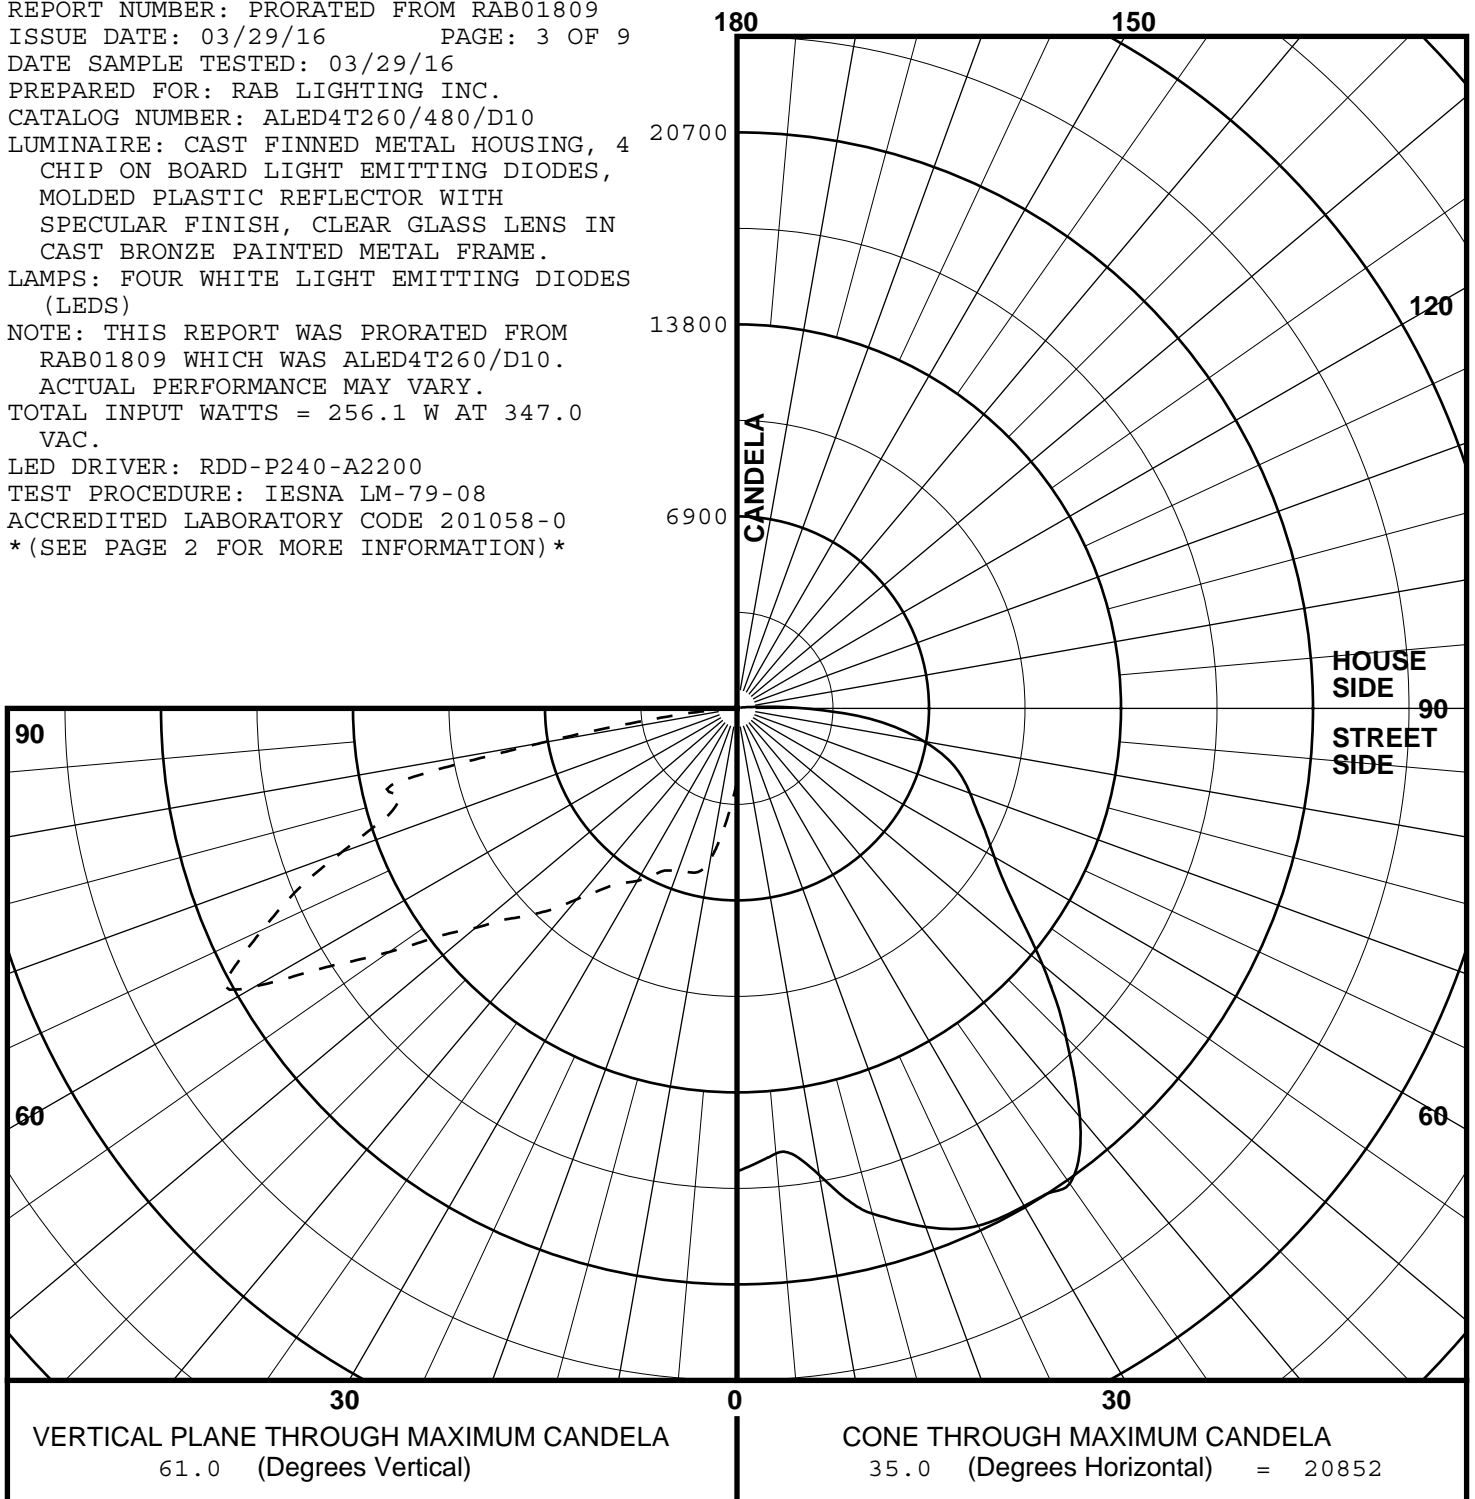 REPORT NUMBER: PRORATED FROM RAB01809
ISSUE DATE: 03/29/16 PAGE: 3 OF 9
DATE SAMPLE TESTED: 03/29/16
PREPARED FOR: RAB LIGHTING INC.
CATALOG NUMBER: ALED4T260/480/D10
LUMINAIRE: CAST FINNED METAL HOUSING, 4
CHIP ON BOARD LIGHT EMITTING DIODES,
MOLDED PLASTIC REFLECTOR WITH
SPECULAR FINISH, CLEAR GLASS LENS IN
CAST BRONZE PAINTED METAL FRAME.
LAMPS: FOUR WHITE LIGHT EMITTING DIODES
(LEDS)
NOTE: THIS REPORT WAS PRORATED FROM
RAB01809 WHICH WAS ALED4T260/D10.
ACTUAL PERFORMANCE MAY VARY.
TOTAL INPUT WATTS = 256.1 W AT 347.0
VAC.
LED DRIVER: RDD-P240-A2200
TEST PROCEDURE: IESNA LM-79-08
ACCREDITED LABORATORY CODE 201058-0
*(SEE PAGE 2 FOR MORE INFORMATION)*
180
150
20700
120
13800
CANDELA
6900
HOUSE
SIDE
90
90
STREET
SIDE
60
60
30
0
30
VERTICAL PLANE THROUGH MAXIMUM CANDELA
61.0 (Degrees Vertical)
CONE THROUGH MAXIMUM CANDELA
35.0 (Degrees Horizontal) = 20852